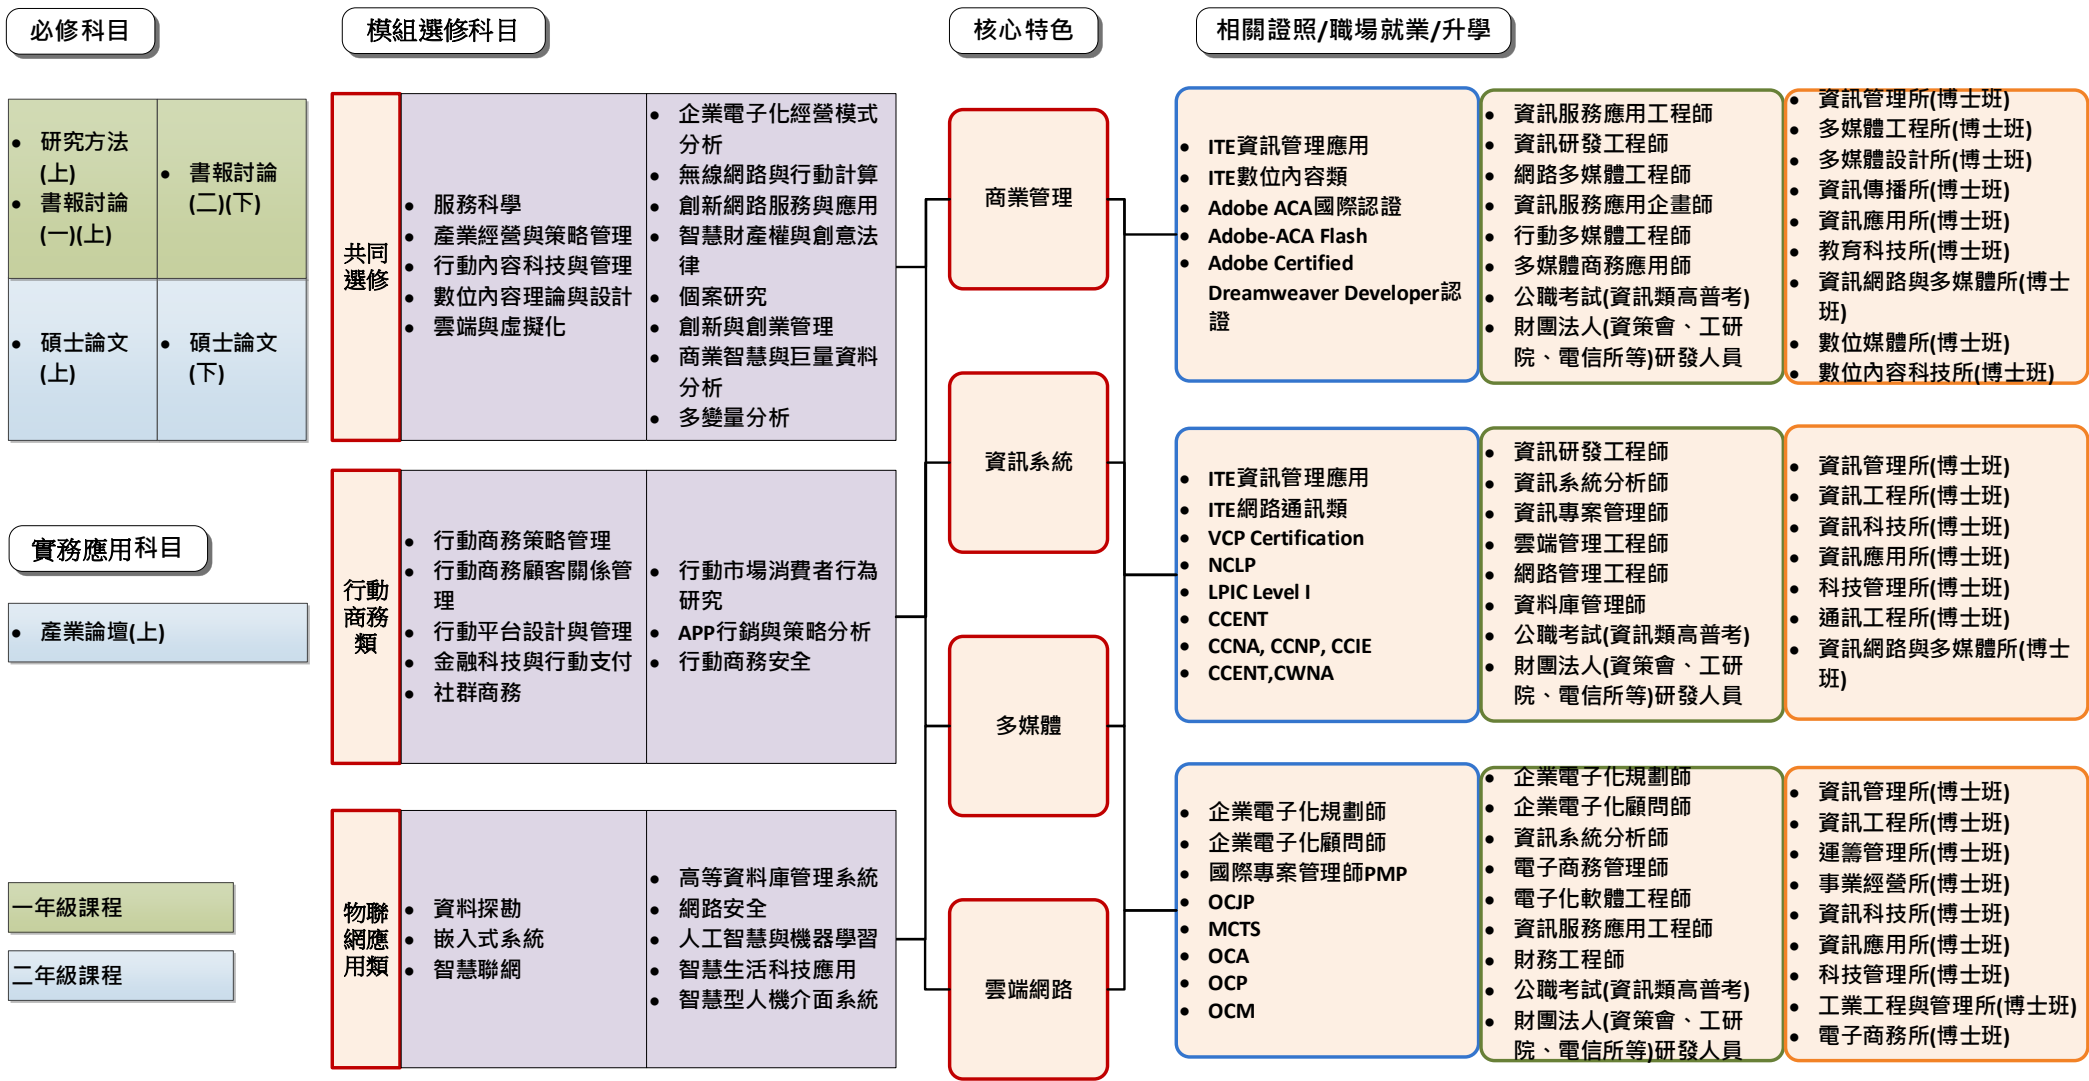 必修科目
模組選修科目
核心特色
相關證照/職場就業/升學
研究方法
(上)
書報討論
(一)(上)
書報討論
(二)(下)
碩士論文
(上)
碩士論文
(下)
實務應用科目
產業論壇(上)
一年級課程
二年級課程
共同
選修
服務科學
產業經營與策略管理
行動內容科技與管理
數位內容理論與設計
雲端與虛擬化
企業電子化經營模式
分析
無線網路與行動計算
創新網路服務與應用
智慧財產權與創意法
律
個案研究
創新與創業管理
商業智慧與巨量資料
分析
多變量分析
行動
商務
類
行動商務策略管理
行動商務顧客關係管
理
行動平台設計與管理
金融科技與行動支付
社群商務
行動市場消費者行為
研究
APP行銷與策略分析
行動商務安全
物聯
網應
用類
資料探勘
嵌入式系統
智慧聯網
高等資料庫管理系統
網路安全
人工智慧與機器學習
智慧生活科技應用
智慧型人機介面系統
商業管理
資訊系統
多媒體
雲端網路
ITE資訊管理應用
ITE數位內容類
Adobe ACA國際認證
Adobe-ACA Flash
Adobe Certified
Dreamweaver Developer認
證
資訊服務應用工程師
資訊研發工程師
網路多媒體工程師
資訊服務應用企畫師
行動多媒體工程師
多媒體商務應用師
公職考試(資訊類高普考)
財團法人(資策會、工研
院、電信所等)研發人員
資訊管理所(博士班)
多媒體工程所(博士班)
多媒體設計所(博士班)
資訊傳播所(博士班)
資訊應用所(博士班)
教育科技所(博士班)
資訊網路與多媒體所(博士
班)
數位媒體所(博士班)
數位內容科技所(博士班)
ITE資訊管理應用
ITE網路通訊類
VCP Certification
NCLP
LPIC Level I
CCENT
CCNA, CCNP, CCIE
CCENT,CWNA
資訊研發工程師
資訊系統分析師
資訊專案管理師
雲端管理工程師
網路管理工程師
資料庫管理師
公職考試(資訊類高普考)
財團法人(資策會、工研
院、電信所等)研發人員
資訊管理所(博士班)
資訊工程所(博士班)
資訊科技所(博士班)
資訊應用所(博士班)
科技管理所(博士班)
通訊工程所(博士班)
資訊網路與多媒體所(博士
班)
企業電子化規劃師
企業電子化顧問師
國際專案管理師PMP
OCJP
MCTS
OCA
OCP
OCM
企業電子化規劃師
企業電子化顧問師
資訊系統分析師
電子商務管理師
電子化軟體工程師
資訊服務應用工程師
財務工程師
公職考試(資訊類高普考)
財團法人(資策會、工研
院、電信所等)研發人員
資訊管理所(博士班)
資訊工程所(博士班)
運籌管理所(博士班)
事業經營所(博士班)
資訊科技所(博士班)
資訊應用所(博士班)
科技管理所(博士班)
工業工程與管理所(博士班)
電子商務所(博士班)